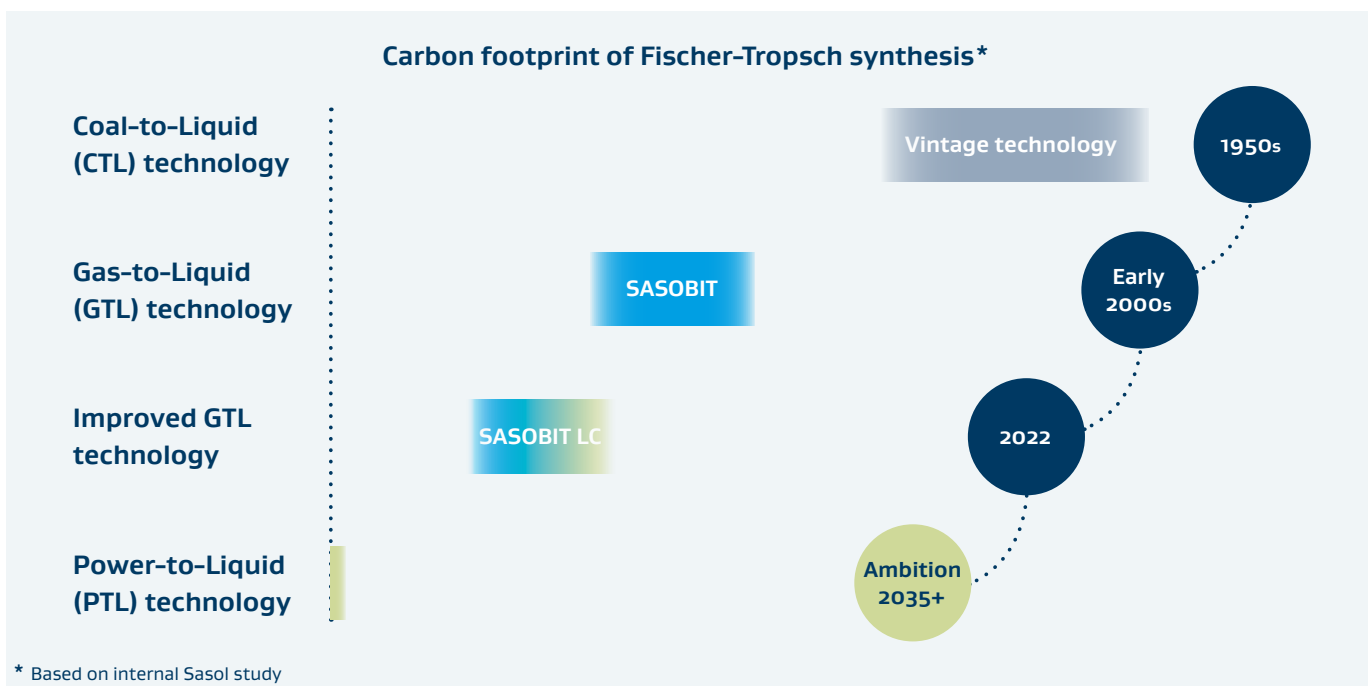 Carbon footprint of Fischer-Tropsch synthesis*
Coal-to-Liquid
(CTL) technology
Vintage technology
1950s
Gas-to-Liquid
(GTL) technology
SASOBIT
Early
2000s
Improved GTL
technology
SASOBIT LC
2022
Power-to-Liquid
(PTL) technology
Ambition
2035+
* Based on internal Sasol study